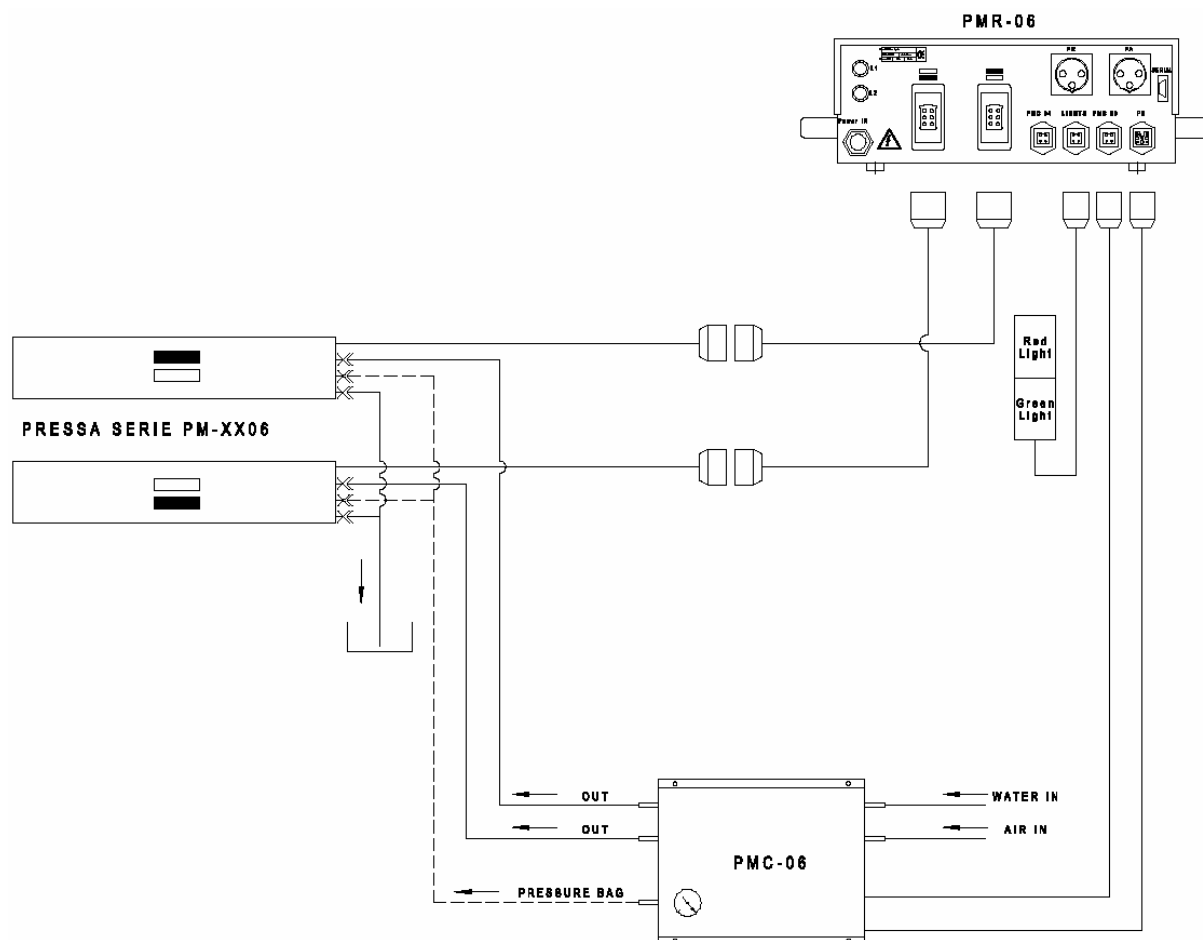 PMR-06
SERIAL
Power IN
LIGHTS
Red
Light
Green
Light
PRESSA SERIE PM-XX06
OUT
WATER IN
OUT
AIR IN
PMC-06
PRESSURE BAG